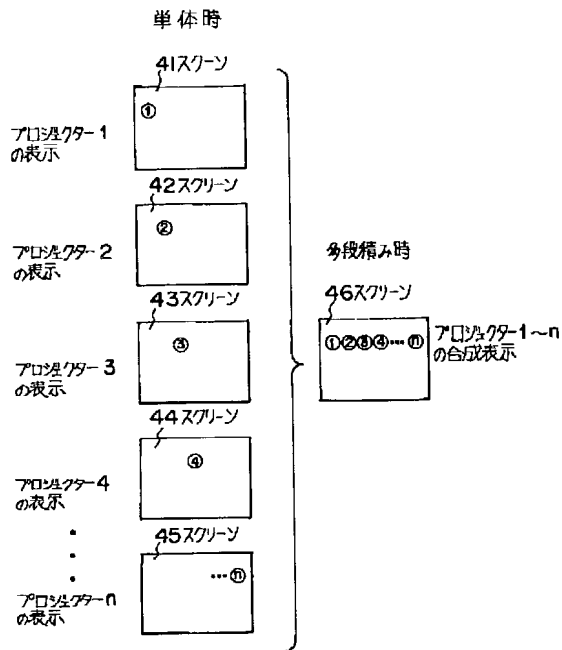 単体時
41スクーン
①
プロジェクター1
の表示
42スクリーン
②
プロジェクター2
の表示
43スクリーン
③
プロジェクター3
の表示
44スクリーン
④
プロジェクター4
の表示
45スクリーン
…ⓝ
プロジェクターn
の表示
多段積み時
46スクリーン
①②③④…ⓝ
プロジェクター1~n
の合成表示